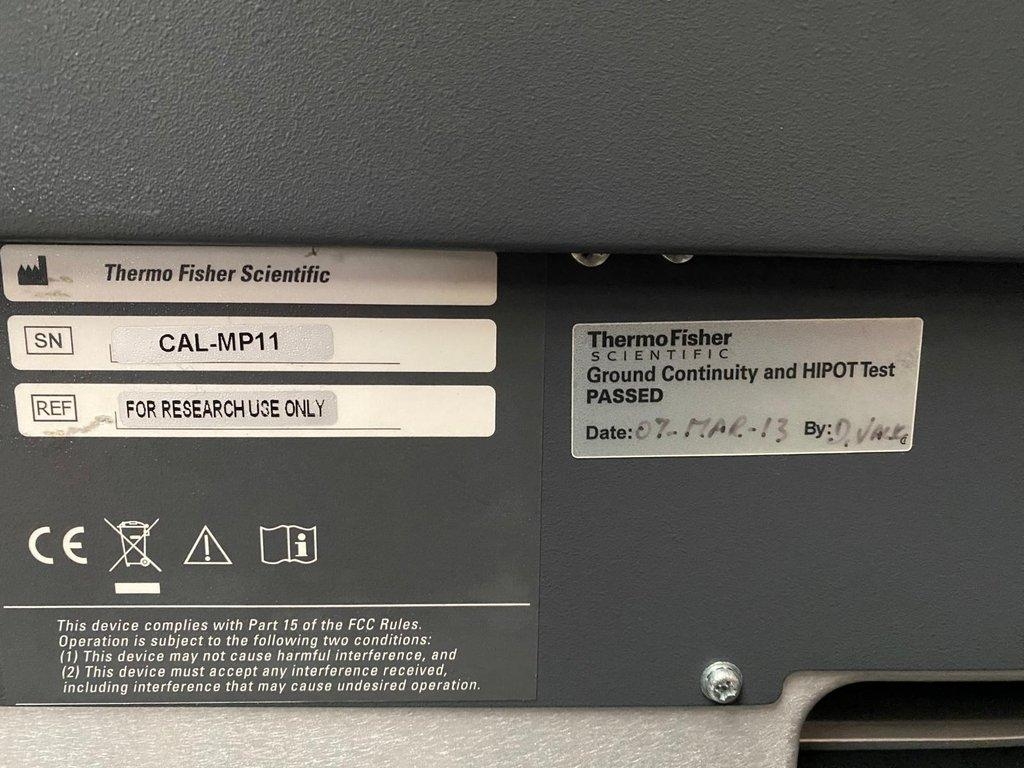 Thermo Fisher Scientific
SN CAL-MP11
REF FOR RESEARCH USE ONLY
CE
This device complies with Part 15 of the FCC Rules.
Operation is subject to the following two conditions:
(1) This device may not cause harmful interference, and
(2) This device must accept any interference received,
including interference that may cause undesired operation.
ThermoFisher
SCIENTIFIC
Ground Continuity and HIPOT Test
PASSED
Date: 07-MAR-13 By: D.